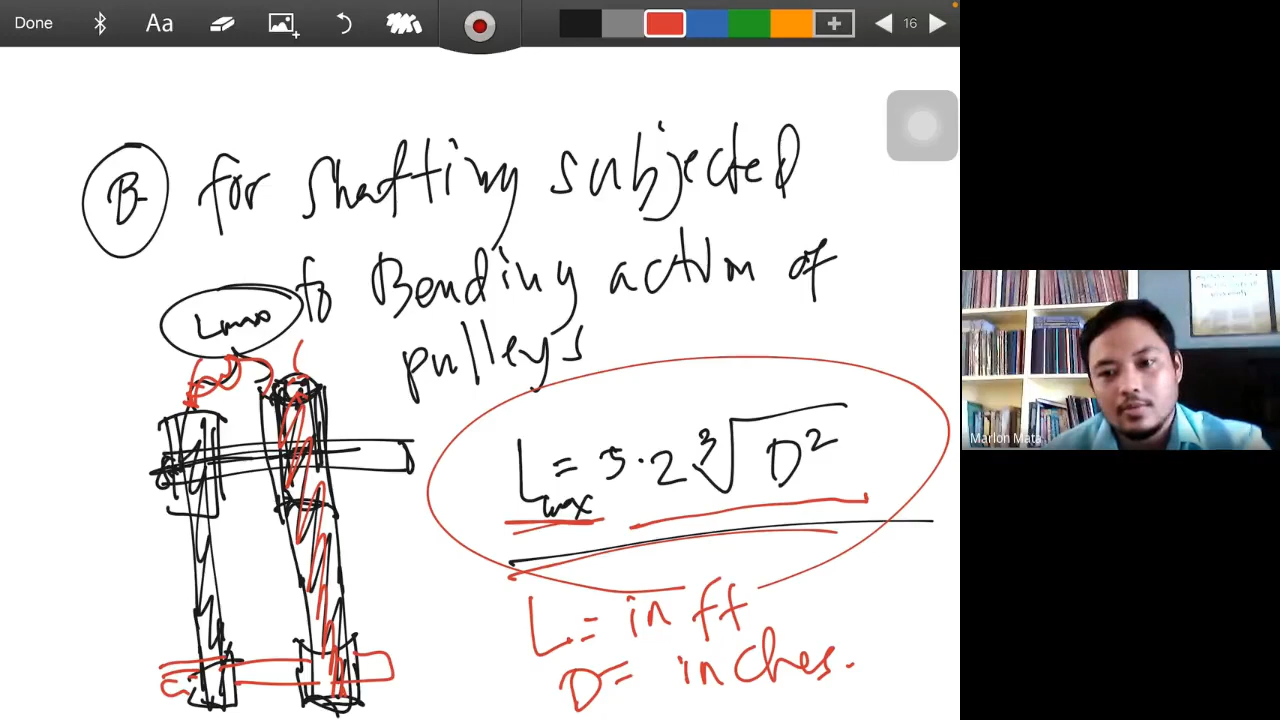 Done
Aa
16
B for shafting subjected
to Bending action of
pulleys
Lmax
Lmax = 5.2 ∛D²
L = in ft
D = inches.
Marlon Mata